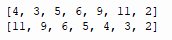 [4, 3, 5, 6, 9, 11, 2]
[11, 9, 6, 5, 4, 3, 2]